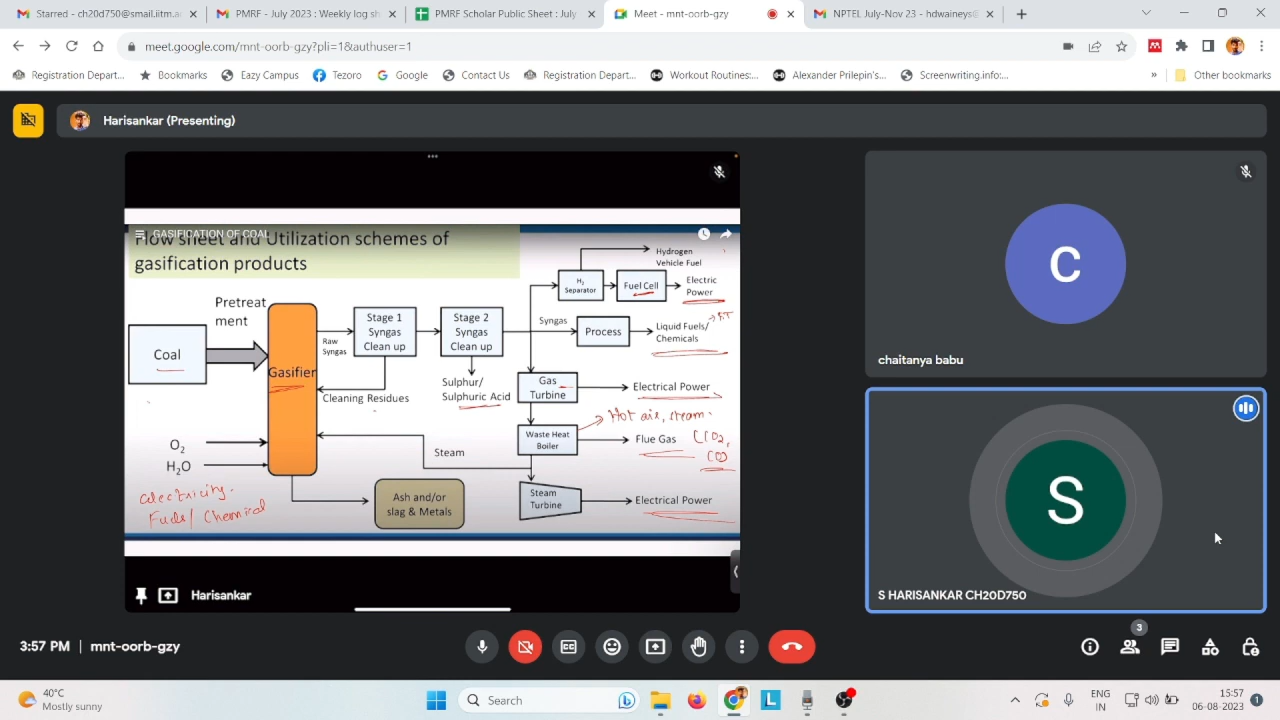 Starred - ch20d750@smail.iitm.a
PMRF - July 2023 : Weekly log sh
PMRF Scholar Public Sheet : July
Meet - mnt-oorb-gzy
NPTEL July-Nov 23 - hdwaineys@
meet.google.com/mnt-oorb-gzy?pli=1&authuser=1
Registration Depart...
Bookmarks
Eazy Campus
Tezoro
Google
Contact Us
Registration Depart...
Workout Routines:...
Alexander Prilepin's...
Screenwriting.info:...
»
Other bookmarks
Harisankar (Presenting)
GASIFICATION OF COAL
Flow sheet and Utilization schemes of
gasification products
Hydrogen
Vehicle Fuel
H2
Separator
Fuel Cell
Electric
Power
Pretreat
ment
Coal
Gasifier
Raw
Syngas
Stage 1
Syngas
Clean up
Stage 2
Syngas
Clean up
Syngas
Process
Liquid Fuels/
Chemicals
Cleaning Residues
Sulphur/
Sulphuric Acid
Gas
Turbine
Electrical Power
Hot air, steam.
Waste Heat
Boiler
Flue Gas
(CO2,
CO)
O2
H2O
Steam
Steam
Turbine
Electrical Power
Ash and/or
slag & Metals
electricity.
Fuels/ Chemical
Harisankar
C
chaitanya babu
S
S HARISANKAR CH20D750
3:57 PM | mnt-oorb-gzy
3
40°C
Mostly sunny
Search
ENG
IN
15:57
06-08-2023
1